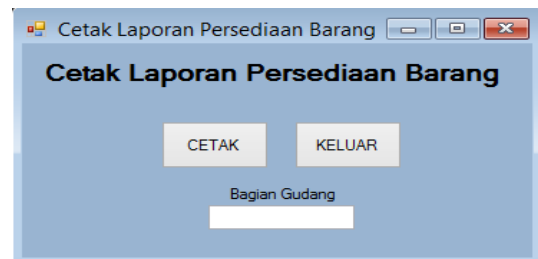 Cetak Laporan Persediaan Barang
Cetak Laporan Persediaan Barang
CETAK KELUAR
Bagian Gudang